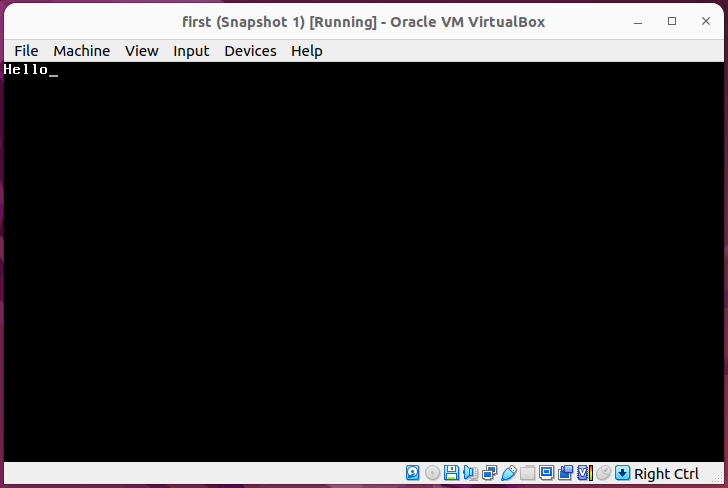 first (Snapshot 1) [Running] - Oracle VM VirtualBox
File Machine View Input Devices Help
Hello_
Right Ctrl